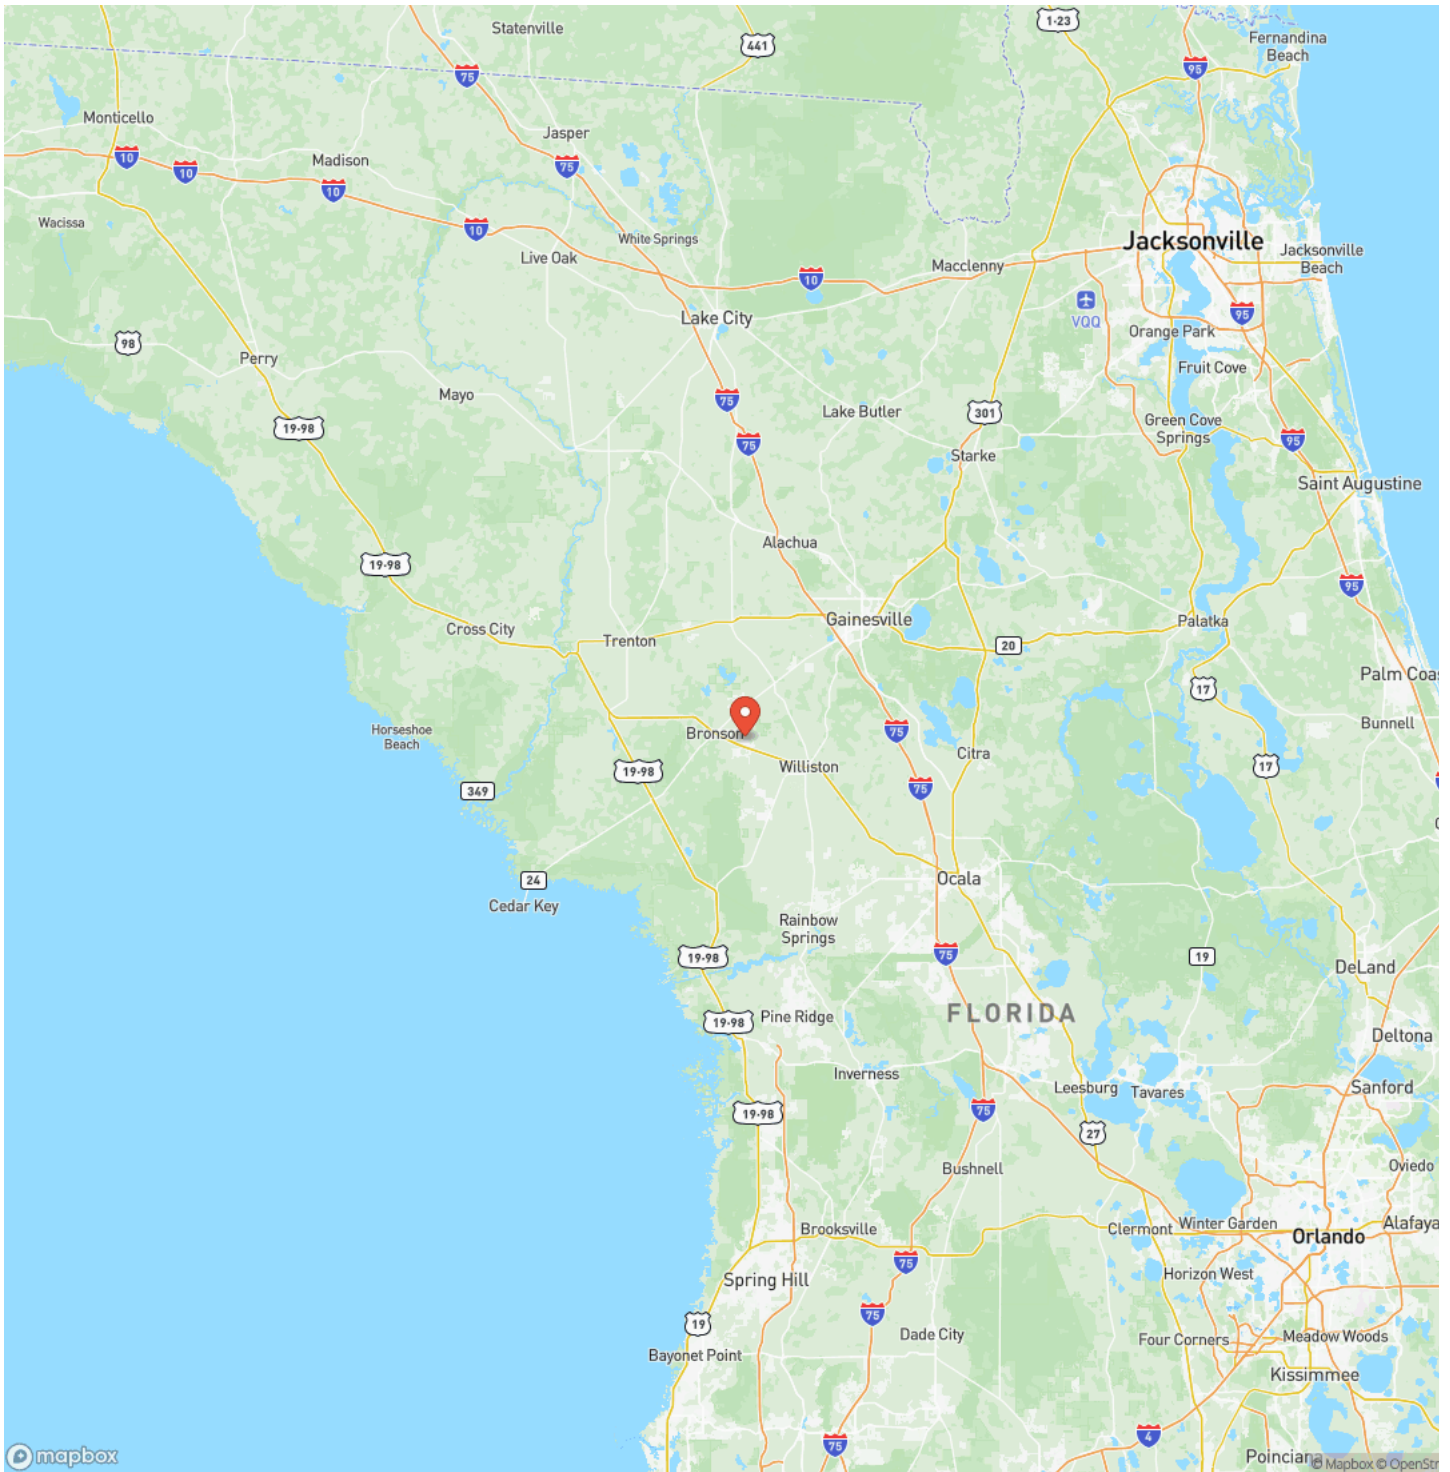 1-23
Statenville
Fernandina
Beach
441
95
75
Monticello
Jasper
10
Madison
75
10
10
Wacissa
10
White Springs
Jacksonville
Jacksonville
Beach
Live Oak
Macclenny
10
VQQ
95
Lake City
Orange Park
98
Perry
Fruit Cove
Mayo
75
Lake Butler
301
Green Cove
Springs
19-98
75
95
Starke
Saint Augustine
Alachua
19-98
95
Gainesville
Palatka
Cross City
Trenton
20
Palm Coas
17
Bunnell
Horseshoe
Beach
Bronson
75
Citra
19-98
Williston
17
349
75
24
Ocala
Cedar Key
Rainbow
Springs
19-98
75
19
DeLand
FLORIDA
19-98
Pine Ridge
Deltona
Inverness
Leesburg
Tavares
Sanford
19-98
75
27
Bushnell
Oviedo
Brooksville
Clermont
Winter Garden
Alafaya
Orlando
75
Spring Hill
Horizon West
75
19
Dade City
Four Corners
Meadow Woods
Bayonet Point
Kissimmee
75
4
mapbox
Poinciana
© Mapbox © OpenStr